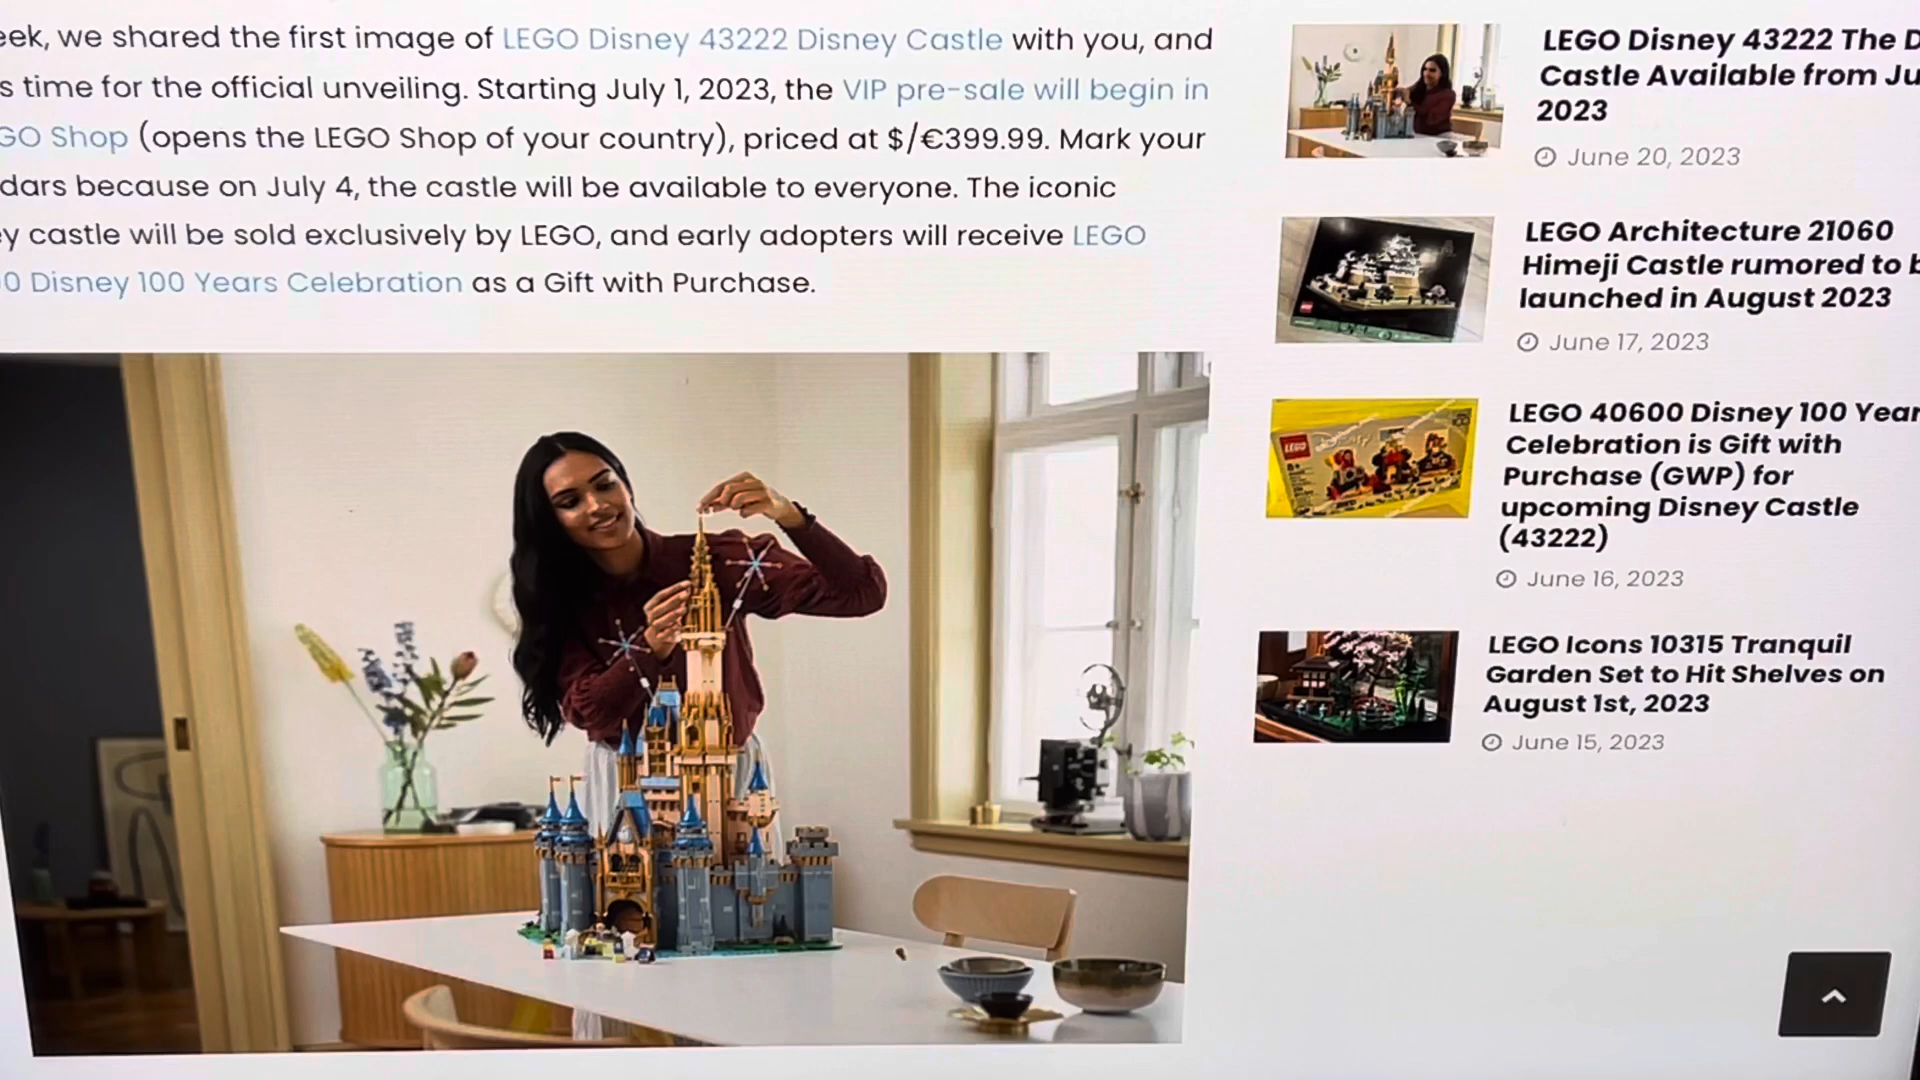 eek, we shared the first image of LEGO Disney 43222 Disney Castle with you, and
s time for the official unveiling. Starting July 1, 2023, the VIP pre-sale will begin in
GO Shop (opens the LEGO Shop of your country), priced at $/€399.99. Mark your
dars because on July 4, the castle will be available to everyone. The iconic
y castle will be sold exclusively by LEGO, and early adopters will receive LEGO
0 Disney 100 Years Celebration as a Gift with Purchase.
LEGO Disney 43222 The D
Castle Available from Ju
2023
June 20, 2023
LEGO Architecture 21060
Himeji Castle rumored to b
launched in August 2023
June 17, 2023
LEGO
LEGO 40600 Disney 100 Year
Celebration is Gift with
Purchase (GWP) for
upcoming Disney Castle
(43222)
June 16, 2023
LEGO Icons 10315 Tranquil
Garden Set to Hit Shelves on
August 1st, 2023
June 15, 2023